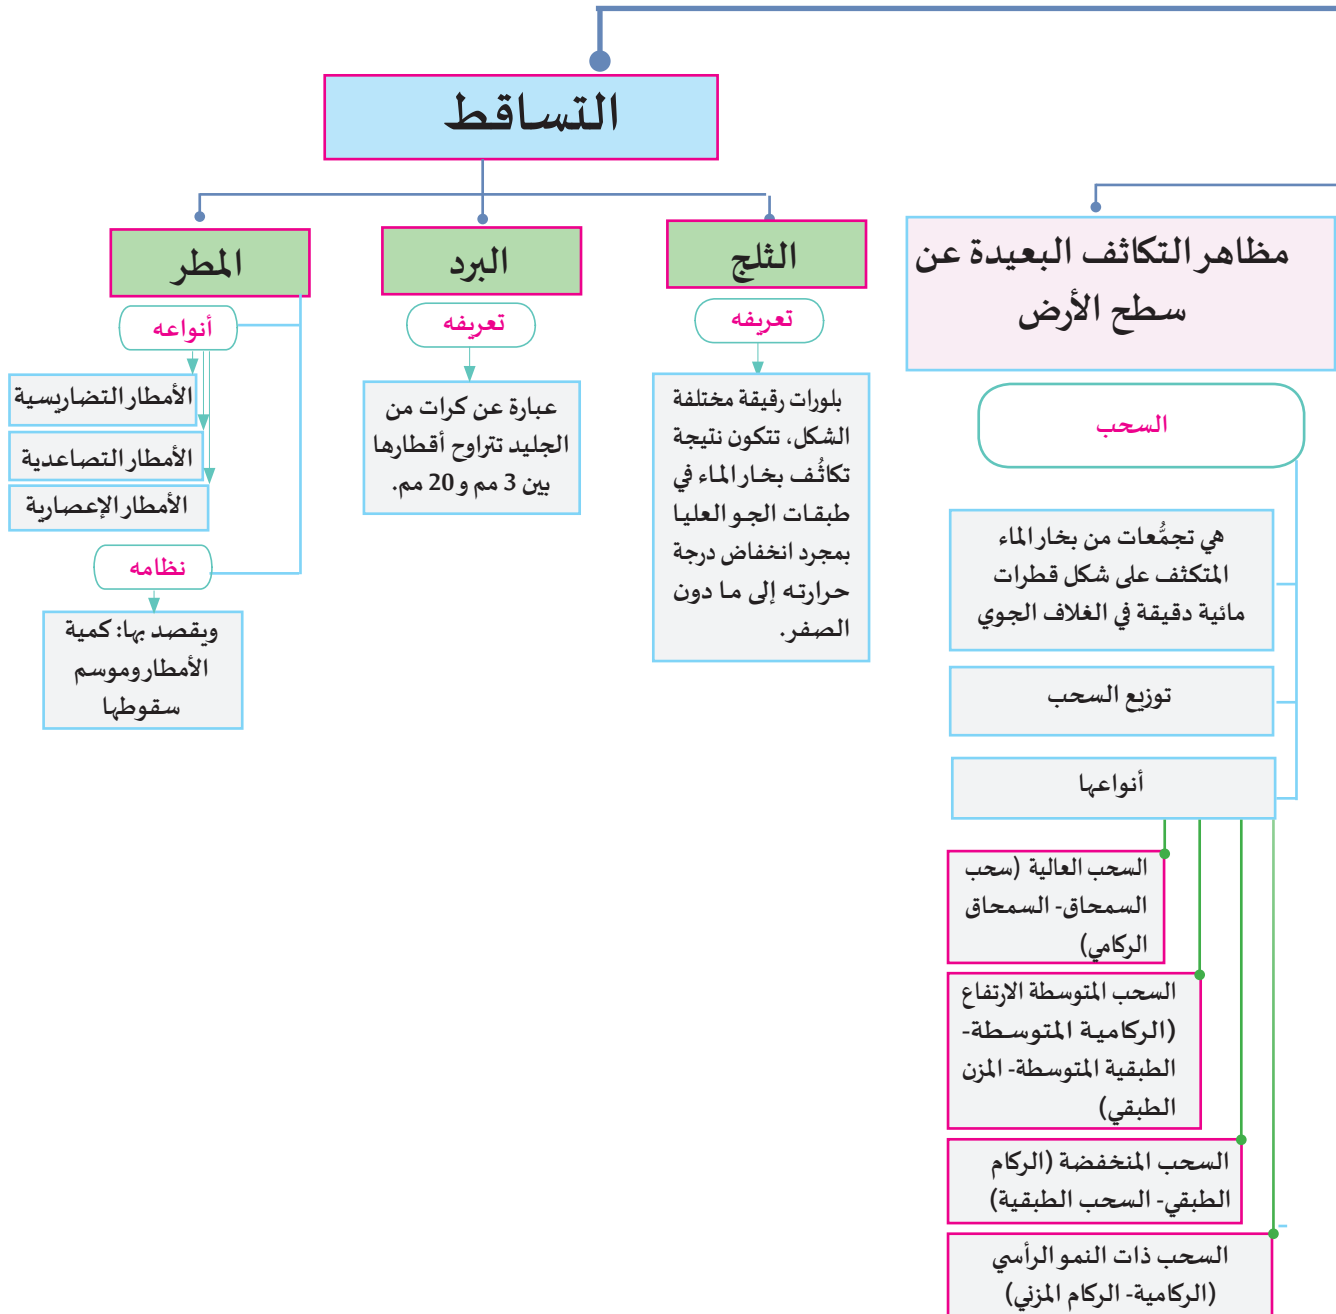 التساقط
مظاهر التكاثف البعيدة عن
سطح الأرض
السحب
هي تجمُّعات من بخار الماء
المتكثف على شكل قطرات
مائية دقيقة في الغلاف الجوي
توزيع السحب
أنواعها
السحب العالية (سحب
السمحاق- السمحاق
الركامي)
السحب المتوسطة الارتفاع
(الركامية المتوسطة-
الطبقية المتوسطة- المزن
الطبقي)
السحب المنخفضة (الركام
الطبقي- السحب الطبقية)
السحب ذات النمو الرأسي
(الركامية- الركام المزني)
الثلج
تعريفه
بلورات رقيقة مختلفة
الشكل، تتكون نتيجة
تكاثُف بخار الماء في
طبقات الجو العليا
بمجرد انخفاض درجة
حرارته إلى ما دون
الصفر.
البرد
تعريفه
عبارة عن كرات من
الجليد تتراوح أقطارها
بين 3 مم و 20 مم.
المطر
أنواعه
الأمطار التضاريسية
الأمطار التصاعدية
الأمطار الإعصارية
نظامه
ويقصد بها: كمية
الأمطار وموسم
سقوطها